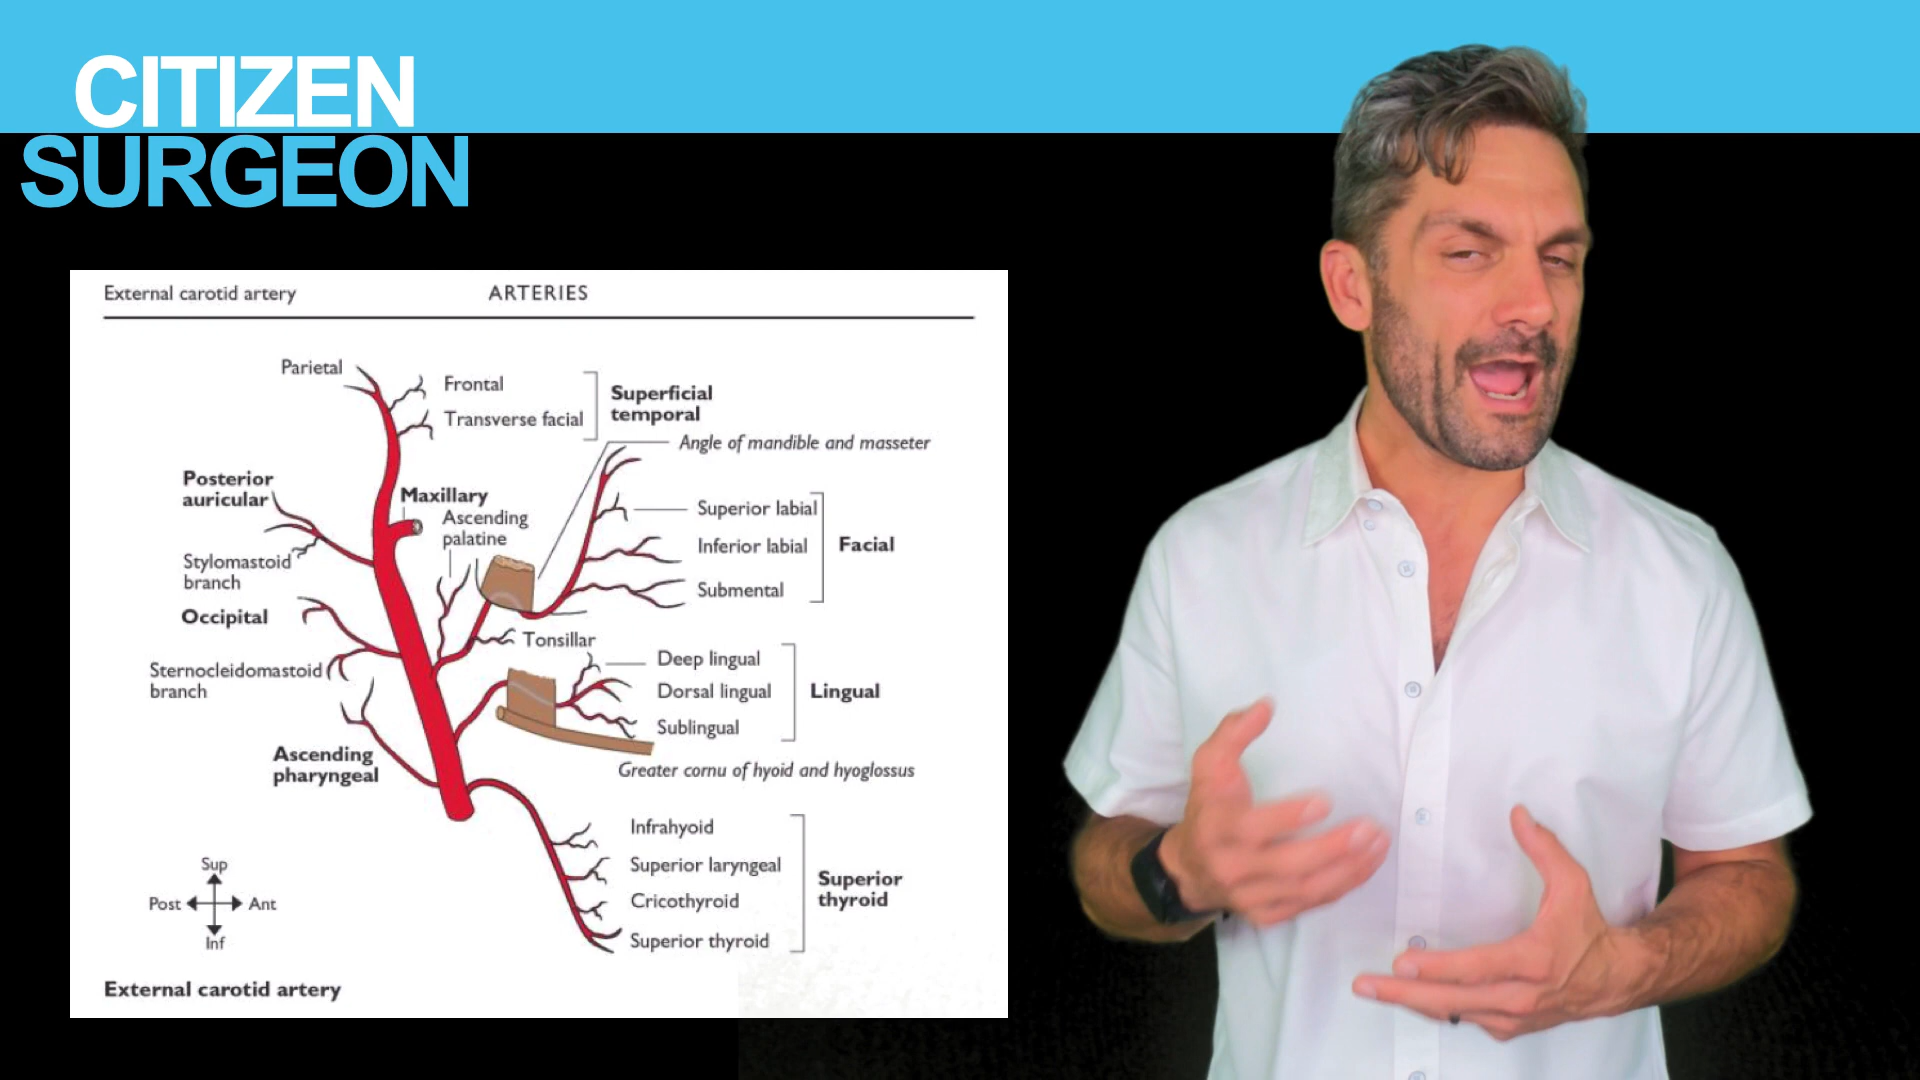 CITIZEN
SURGEON
External carotid artery
ARTERIES
Parietal
Frontal
Transverse facial
Superficial
temporal
Angle of mandible and masseter
Posterior
auricular
Maxillary
Ascending
palatine
Superior labial
Inferior labial
Submental
Facial
Stylomastoid
branch
Occipital
Tonsillar
Sternocleidomastoid
branch
Deep lingual
Dorsal lingual
Sublingual
Lingual
Greater cornu of hyoid and hyoglossus
Ascending
pharyngeal
Infrahyoid
Superior laryngeal
Cricothyroid
Superior thyroid
Superior
thyroid
Sup
Post
Ant
Inf
External carotid artery